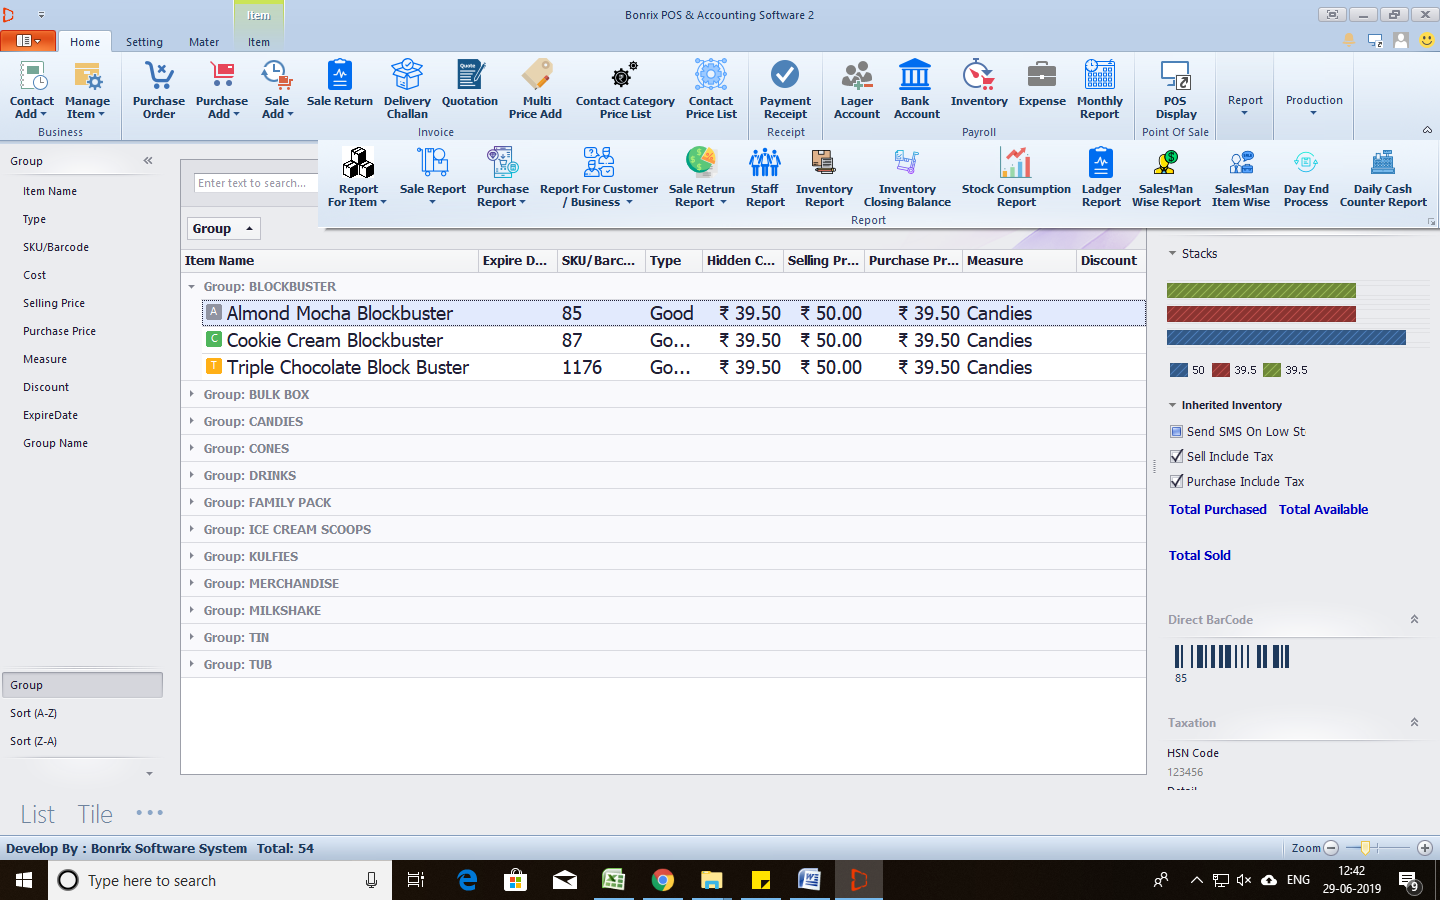 Item
Bonrix POS & Accounting Software 2
Home Setting Mater Item
Contact Add Manage Item Purchase Order Purchase Add Sale Add Sale Return Delivery Challan Quotation Multi Price Add Contact Category Price List Contact Price List Payment Receipt Lager Account Bank Account Inventory Expense Monthly Report POS Display Report Production
Quote
Business Invoice Receipt Payroll Point Of Sale
Group
Enter text to search...
Report For Item Sale Report Purchase Report Report For Customer / Business Sale Retrun Report Staff Report Inventory Report Inventory Closing Balance Stock Consumption Report Ladger Report SalesMan Wise Report SalesMan Item Wise Day End Process Daily Cash Counter Report
Report
Item Name
Type
SKU/Barcode
Cost
Selling Price
Purchase Price
Measure
Discount
ExpireDate
Group Name
Group
Sort (A-Z)
Sort (Z-A)
List Tile
Group
Item Name Expire D... SKU/Barc... Type Hidden C... Selling Pr... Purchase Pr... Measure Discount
Group: BLOCKBUSTER
A Almond Mocha Blockbuster 85 Good ₹ 39.50 ₹ 50.00 ₹ 39.50 Candies
C Cookie Cream Blockbuster 87 Go... ₹ 39.50 ₹ 50.00 ₹ 39.50 Candies
T Triple Chocolate Block Buster 1176 Go... ₹ 39.50 ₹ 50.00 ₹ 39.50 Candies
Group: BULK BOX
Group: CANDIES
Group: CONES
Group: DRINKS
Group: FAMILY PACK
Group: ICE CREAM SCOOPS
Group: KULFIES
Group: MERCHANDISE
Group: MILKSHAKE
Group: TIN
Group: TUB
Stacks
50 39.5 39.5
Inherited Inventory
Send SMS On Low St
Sell Include Tax
Purchase Include Tax
Total Purchased Total Available
Total Sold
Direct BarCode
85
Taxation
HSN Code
123456
Detail
Develop By : Bonrix Software System Total: 54
Zoom
Type here to search
ENG
12:42
29-06-2019
9